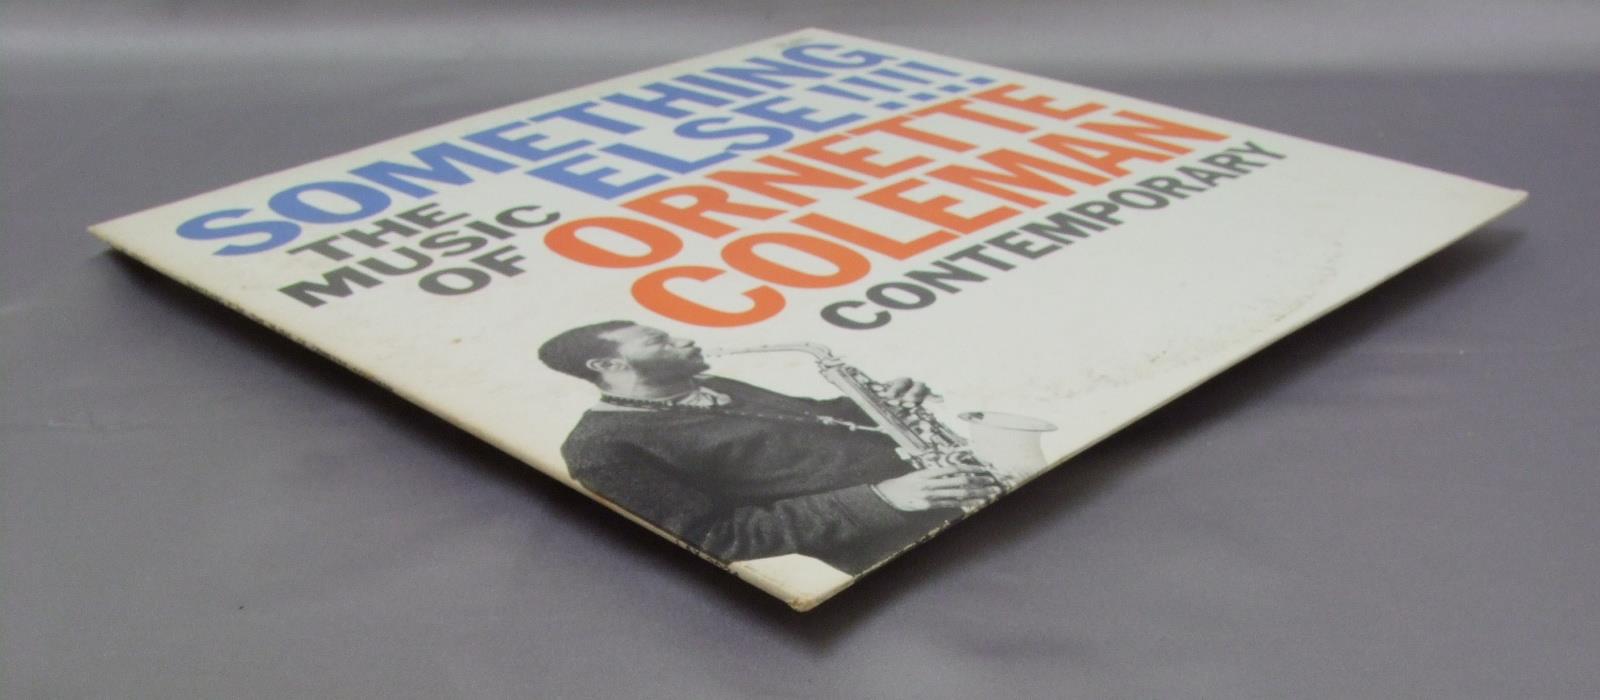 SOMETHING
ELSE!!!!
THE
MUSIC
OF
ORNETTE
COLEMAN
CONTEMPORARY